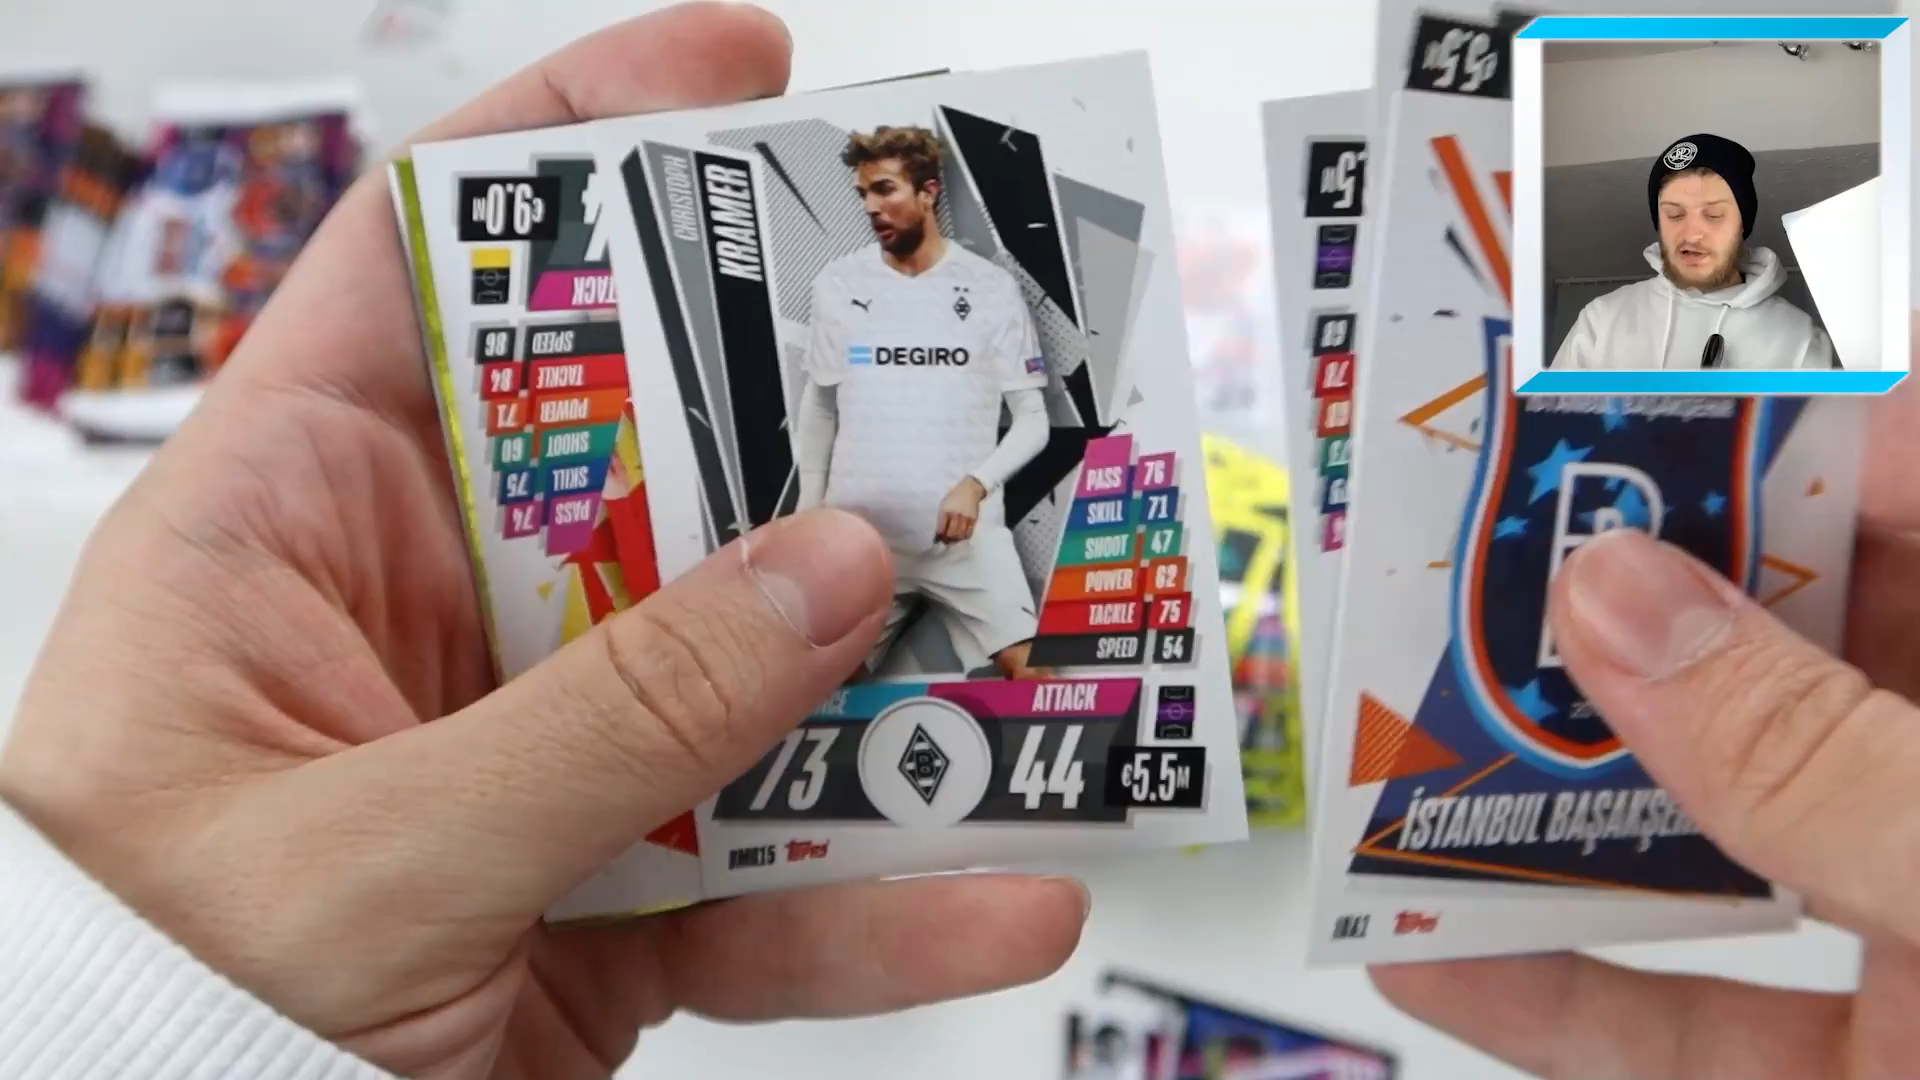 CHRISTOPH
KRAMER
DEGIRO
PASS 76
SKILL 71
SHOOT 47
POWER 62
TACKLE 75
SPEED 54
ATTACK
73 44
€5.5M
BMG15 Topps
€9.0M
SPEED 86
TACKLE 84
POWER 71
SHOOT 60
SKILL 75
PASS 74
İSTANBUL
IBA1 Topps